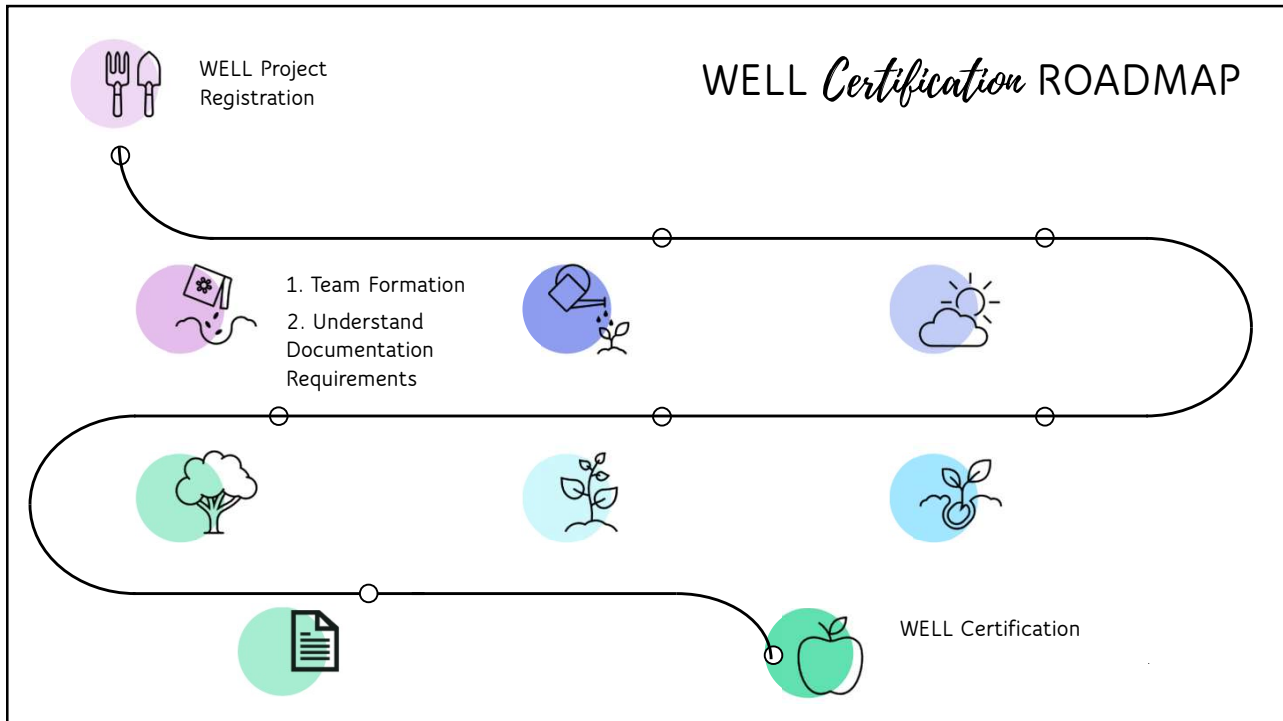 WELL Project
Registration
WELL Certification ROADMAP
1. Team Formation
2. Understand
Documentation
Requirements
WELL Certification